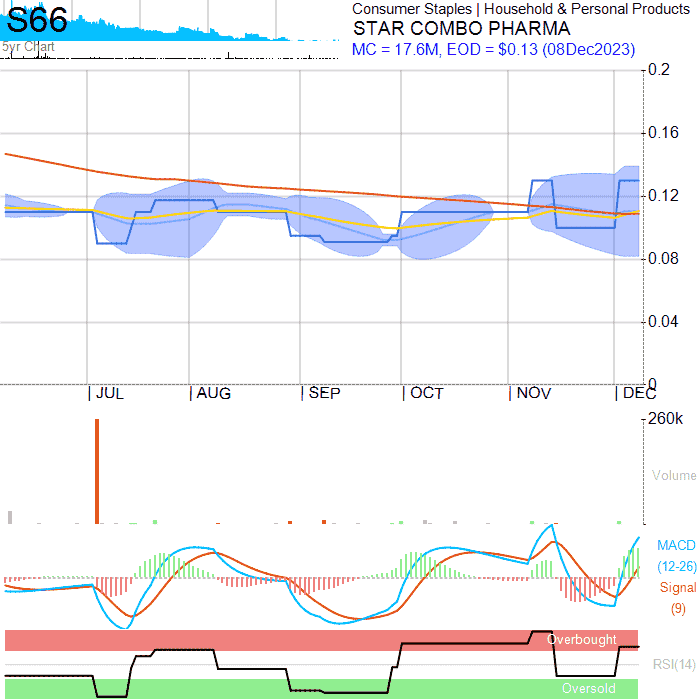 S66
5yr Chart
Consumer Staples | Household & Personal Products
STAR COMBO PHARMA
MC = 17.6M, EOD = $0.13 (08Dec2023)
0.2
0.16
0.12
0.08
0.04
0
| JUL
| AUG
| SEP
| OCT
| NOV
| DEC
260k
Volume
MACD
(12-26)
Signal
(9)
Overbought
RSI(14)
Oversold